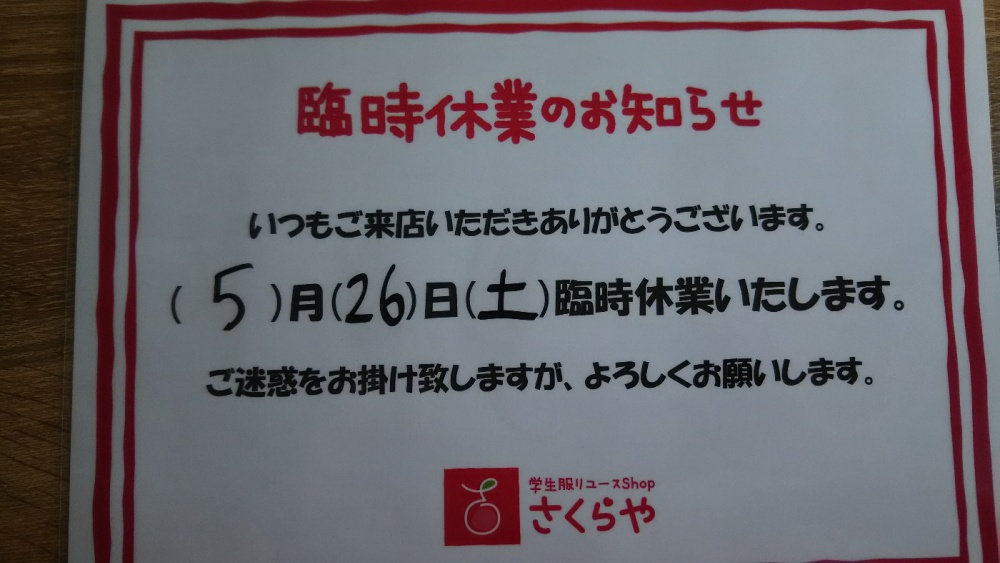 臨時休業のお知らせ
いつもご来店いただきありがとうございます。
( 5 )月(26)日(土)臨時休業いたします。
ご迷惑をお掛け致しますが、よろしくお願いします。
学生服リユースShop
さくらや